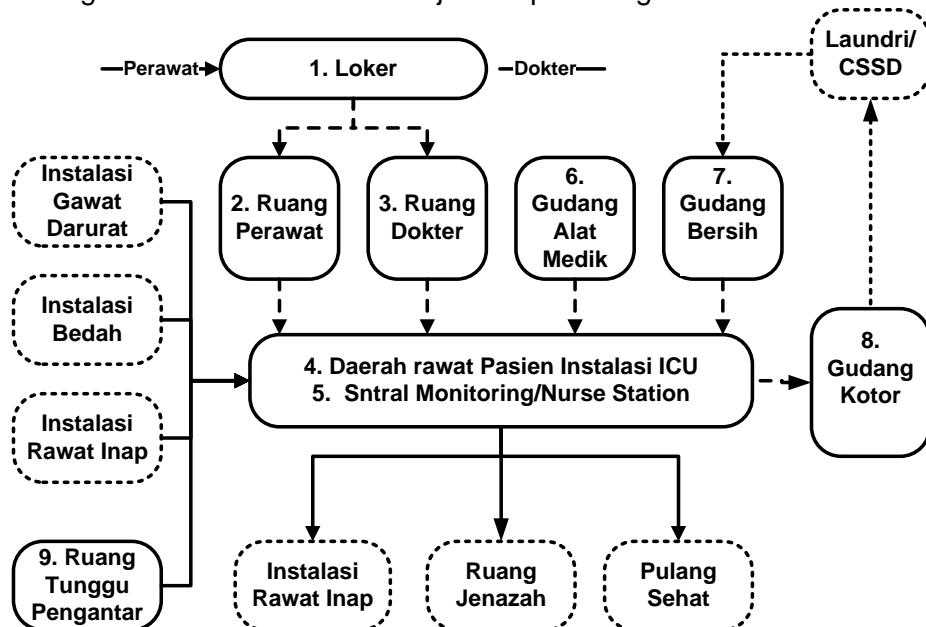 Perawat
1. Loker
Dokter
Laundri/
CSSD
Instalasi
Gawat
Darurat
2. Ruang
Perawat
3. Ruang
Dokter
6.
Gudang
Alat
Medik
7.
Gudang
Bersih
Instalasi
Bedah
4. Daerah rawat Pasien Instalasi ICU
5. Sntral Monitoring/Nurse Station
8.
Gudang
Kotor
Instalasi
Rawat Inap
9. Ruang
Tunggu
Pengantar
Instalasi
Rawat Inap
Ruang
Jenazah
Pulang
Sehat